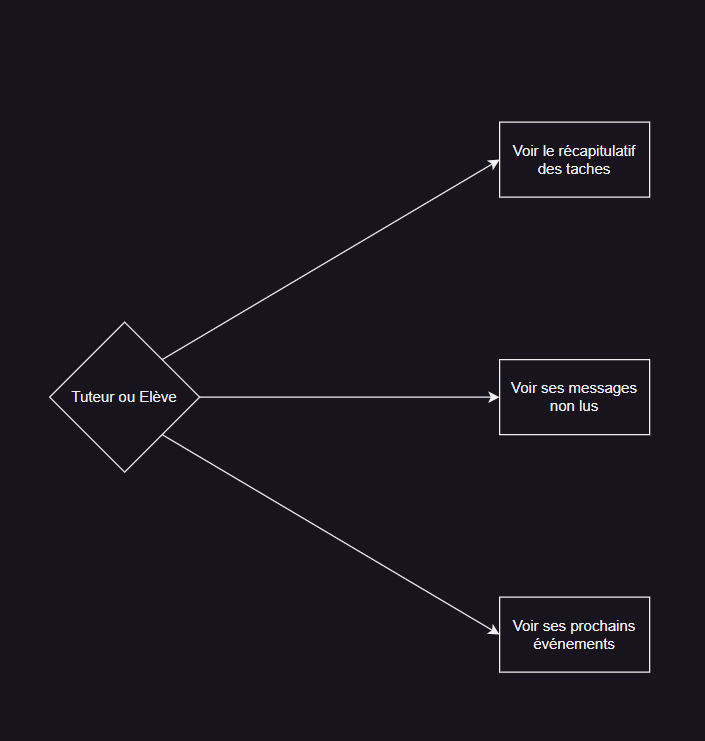 Voir le récapitulatif
des taches
Tuteur ou Elève
Voir ses messages
non lus
Voir ses prochains
événements